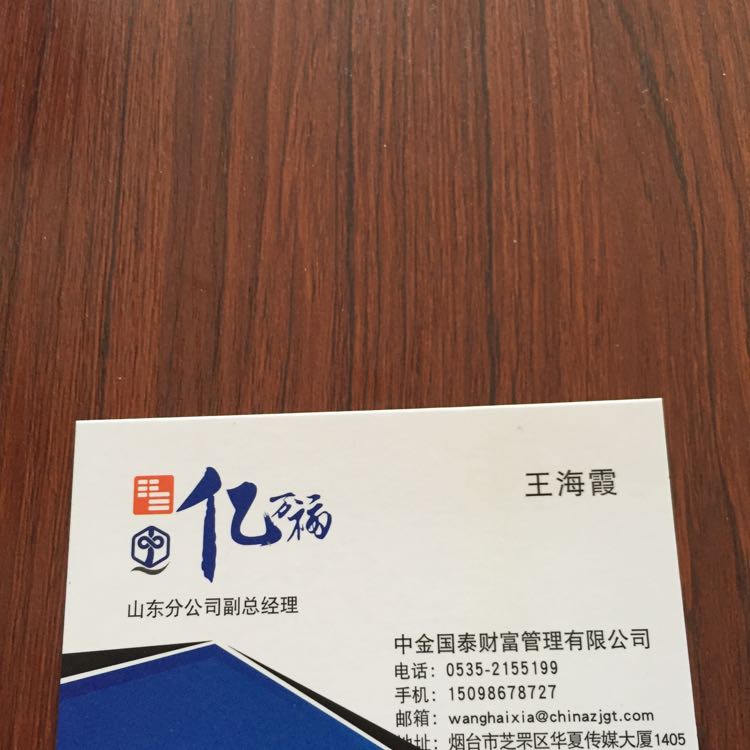 亿万福
王海霞
山东分公司副总经理
中金国泰财富管理有限公司
电话：0535-2155199
手机：15098678727
邮箱：wanghaixia@chinazjgt.com
地址：烟台市芝罘区华夏传媒大厦1405